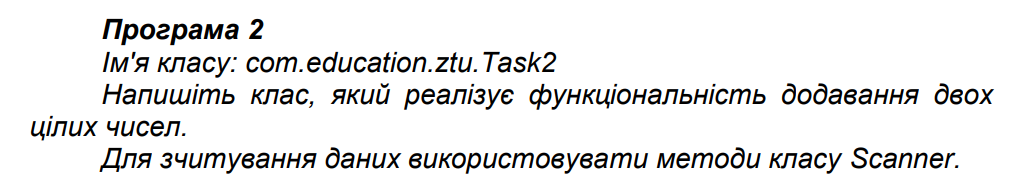 Програма 2
Ім'я класу: com.education.ztu.Task2
Напишіть клас, який реалізує функціональність додавання двох
цілих чисел.
Для зчитування даних використовувати методи класу Scanner.